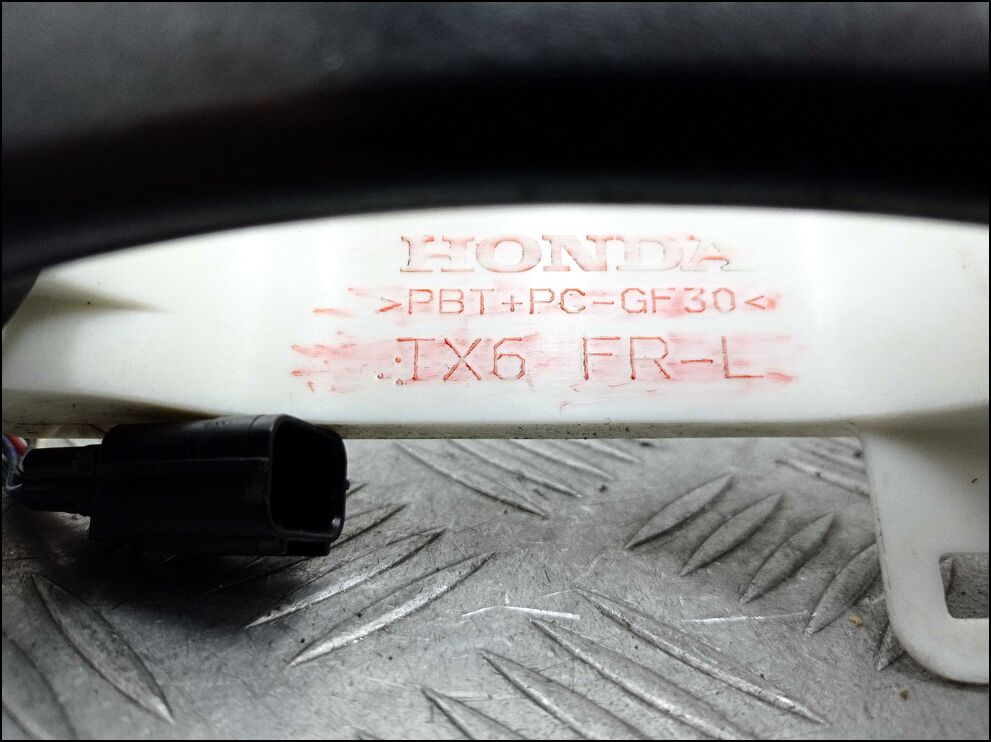 HONDA
>PBT+PC-GF30<
TX6 FR-L